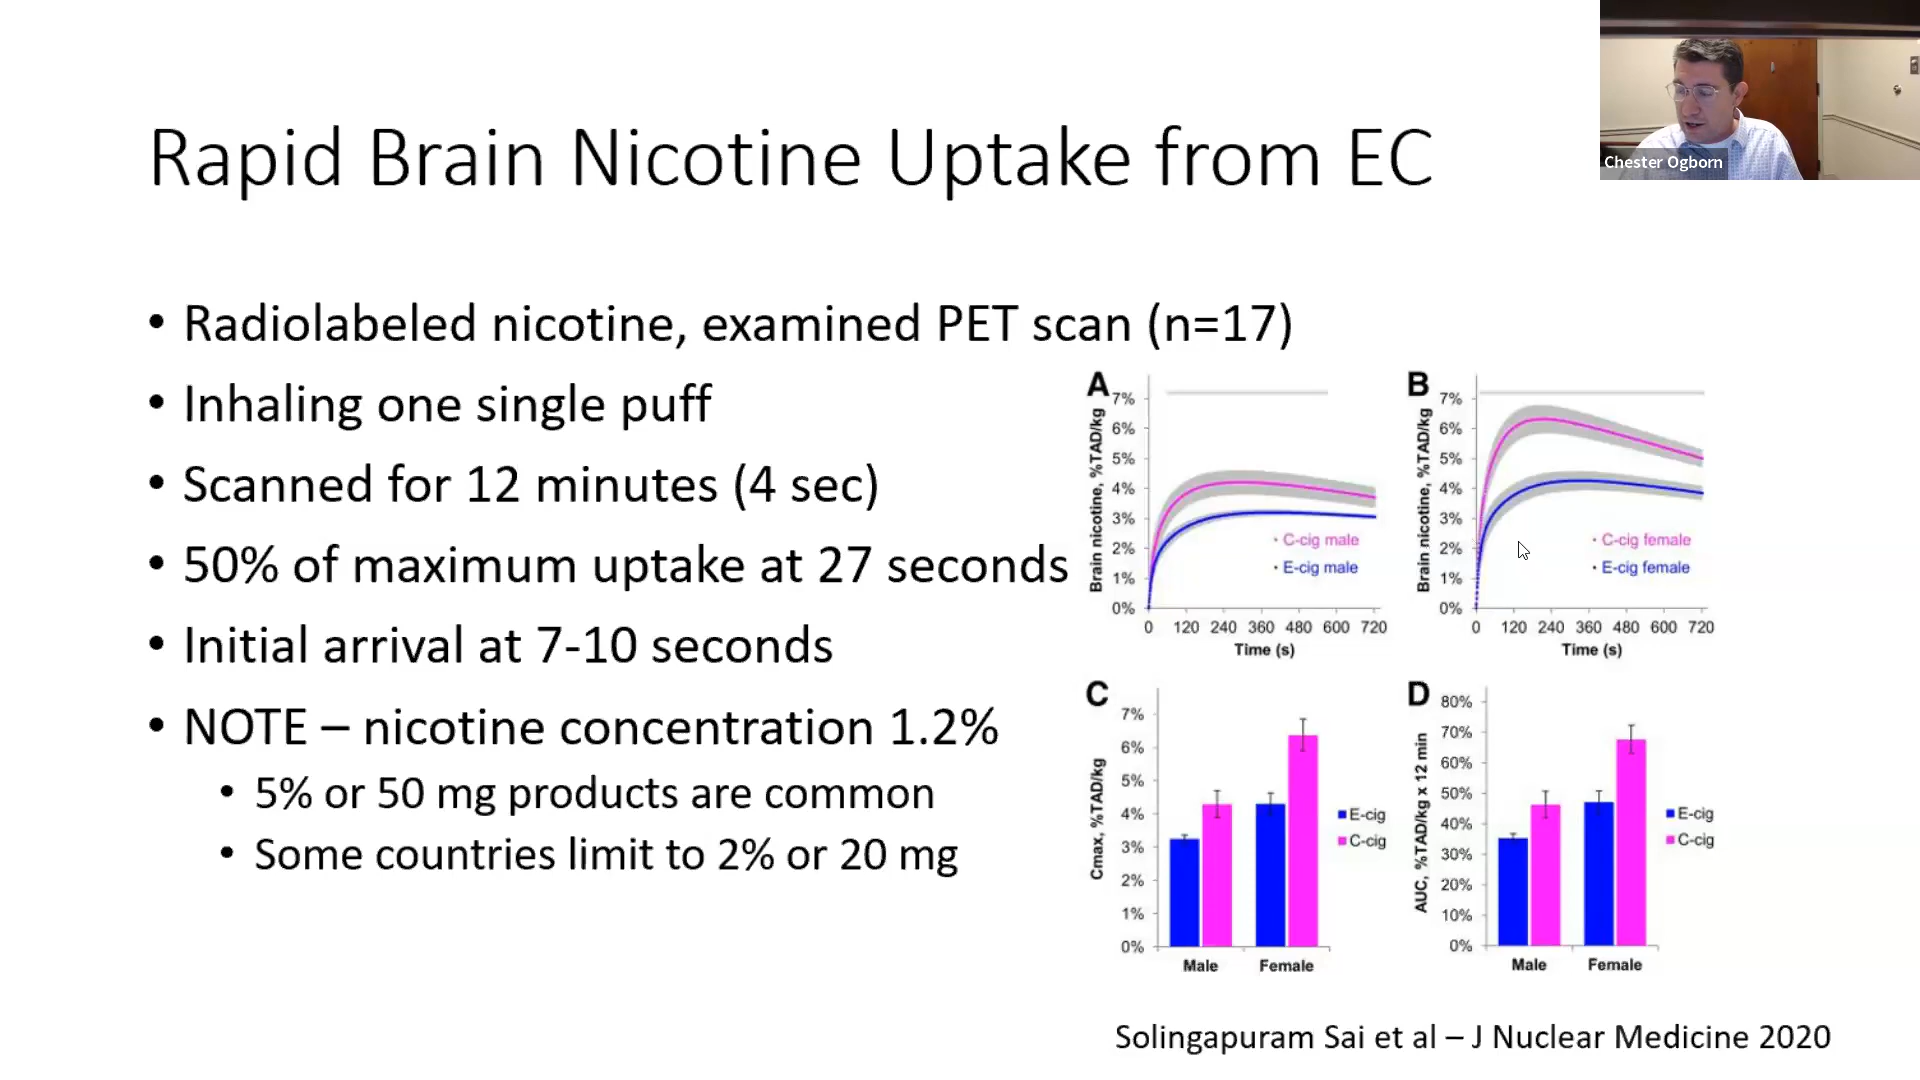 Chester Ogborn
Rapid Brain Nicotine Uptake from EC
• Radiolabeled nicotine, examined PET scan (n=17)
• Inhaling one single puff
• Scanned for 12 minutes (4 sec)
• 50% of maximum uptake at 27 seconds
• Initial arrival at 7-10 seconds
• NOTE – nicotine concentration 1.2%
• 5% or 50 mg products are common
• Some countries limit to 2% or 20 mg
A
Brain nicotine, %TAD/kg
7%
6%
5%
4%
3%
2%
1%
0%
C-cig male
E-cig male
0 120 240 360 480 600 720
Time (s)
B
Brain nicotine, %TAD/kg
7%
6%
5%
4%
3%
2%
1%
0%
C-cig female
E-cig female
0 120 240 360 480 600 720
Time (s)
C
Cmax, %TAD/kg
7%
6%
5%
4%
3%
2%
1%
0%
E-cig
C-cig
Male Female
D
AUC, %TAD/kg x 12 min
80%
70%
60%
50%
40%
30%
20%
10%
0%
E-cig
C-cig
Male Female
Solingapuram Sai et al – J Nuclear Medicine 2020